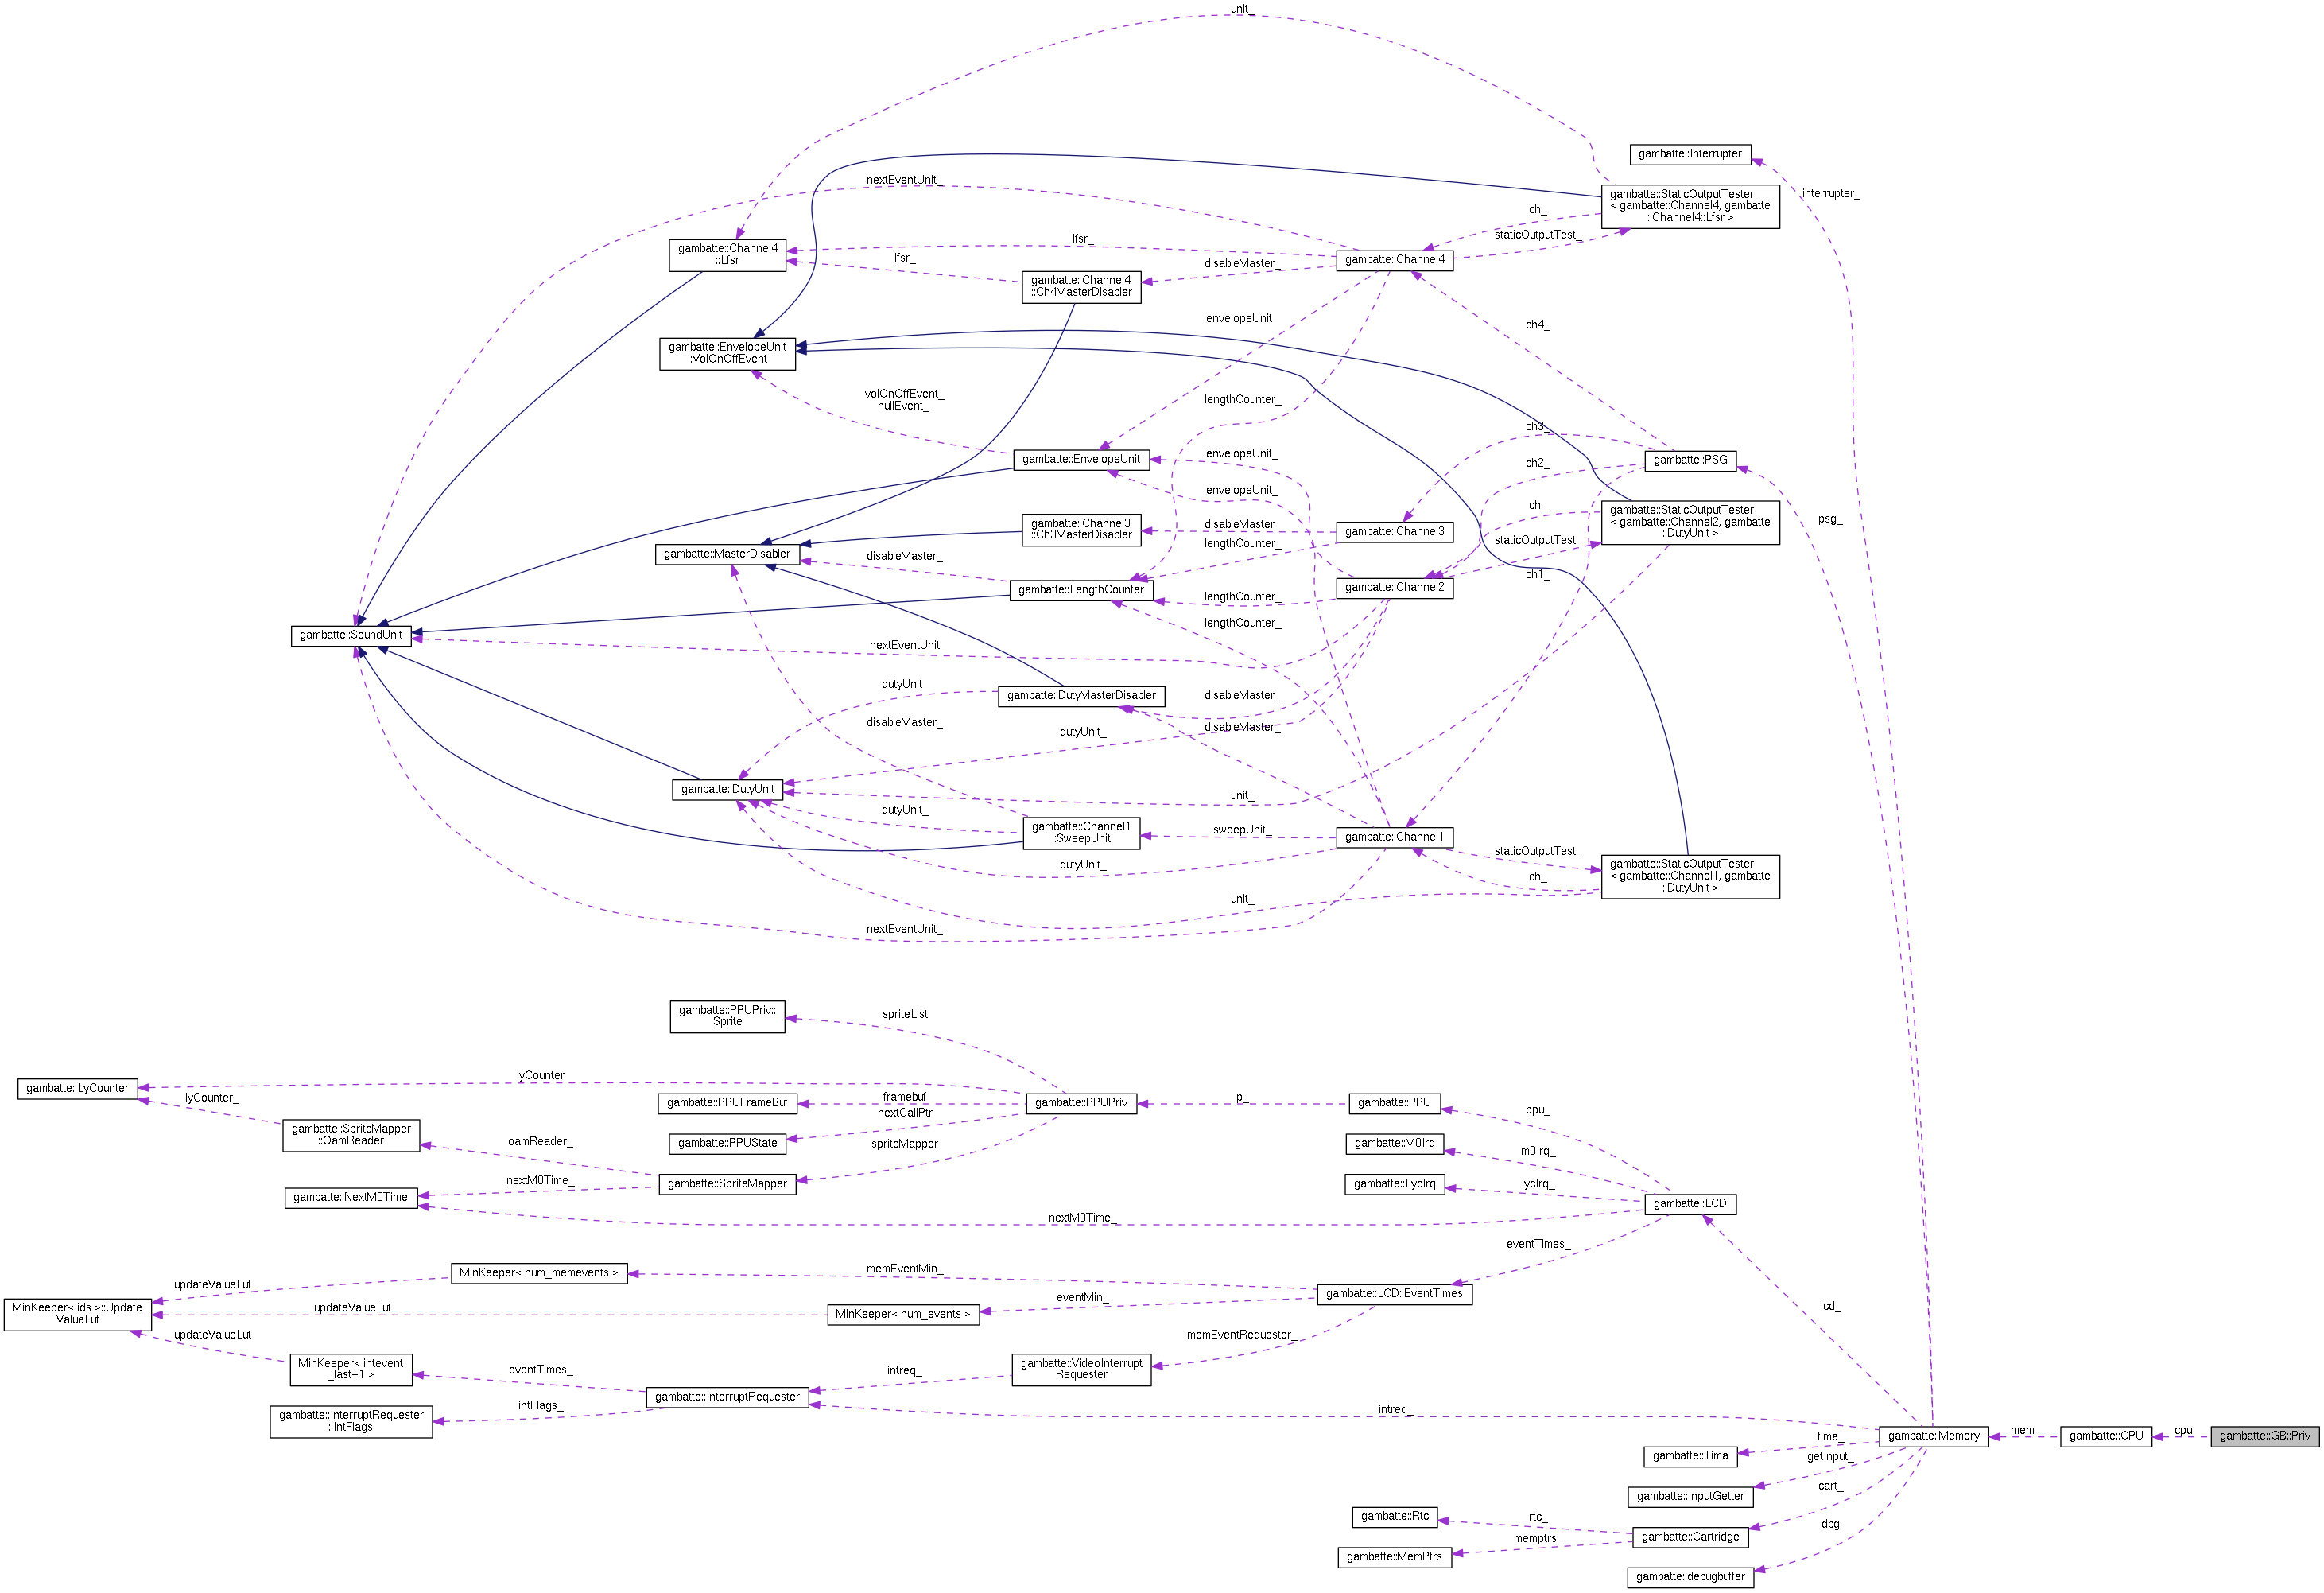 unit_
gambatte::Interrupter
nextEventUnit_
interrupter_
gambatte::StaticOutputTester
< gambatte::Channel4, gambatte
::Channel4::Lfsr >
ch_
staticOutputTest_
lfsr_
gambatte::Channel4
::Lfsr
lfsr_
gambatte::Channel4
disableMaster_
gambatte::Channel4
::Ch4MasterDisabler
envelopeUnit_
ch4_
gambatte::EnvelopeUnit
::VolOnOffEvent
volOnOffEvent_
nullEvent_
lengthCounter_
ch3_
gambatte::EnvelopeUnit
envelopeUnit_
ch2_
gambatte::PSG
envelopeUnit_
ch_
gambatte::StaticOutputTester
< gambatte::Channel2, gambatte
::DutyUnit >
psg_
gambatte::Channel3
::Ch3MasterDisabler
disableMaster_
gambatte::Channel3
staticOutputTest_
gambatte::MasterDisabler
disableMaster_
lengthCounter_
ch1_
gambatte::LengthCounter
lengthCounter_
gambatte::Channel2
lengthCounter_
gambatte::SoundUnit
nextEventUnit
dutyUnit_
gambatte::DutyMasterDisabler
disableMaster_
disableMaster_
dutyUnit_
disableMaster_
gambatte::DutyUnit
unit_
dutyUnit_
gambatte::Channel1
::SweepUnit
sweepUnit_
gambatte::Channel1
staticOutputTest_
dutyUnit_
ch_
gambatte::StaticOutputTester
< gambatte::Channel1, gambatte
::DutyUnit >
unit_
nextEventUnit_
gambatte::PPUPriv::
Sprite
spriteList
lyCounter
gambatte::LyCounter
lyCounter_
gambatte::PPUFrameBuf
framebuf
gambatte::PPUPriv
p_
gambatte::PPU
ppu_
nextCallPtr
gambatte::SpriteMapper
::OamReader
oamReader_
gambatte::PPUState
spriteMapper
gambatte::M0Irq
m0Irq_
gambatte::NextM0Time
nextM0Time_
gambatte::SpriteMapper
gambatte::LycIrq
lycIrq_
gambatte::LCD
nextM0Time_
eventTimes_
updateValueLut
MinKeeper< num_memevents >
memEventMin_
gambatte::LCD::EventTimes
MinKeeper< ids >::Update
ValueLut
updateValueLut
MinKeeper< num_events >
eventMin_
lcd_
updateValueLut
memEventRequester_
MinKeeper< intevent
_last+1 >
eventTimes_
intreq_
gambatte::VideoInterrupt
Requester
gambatte::InterruptRequester
intFlags_
gambatte::InterruptRequester
::IntFlags
intreq_
tima_
gambatte::Memory
mem_
gambatte::CPU
cpu
gambatte::GB::Priv
gambatte::Tima
getInput_
gambatte::InputGetter
cart_
gambatte::Rtc
rtc_
dbg
gambatte::Cartridge
memptrs_
gambatte::MemPtrs
gambatte::debugbuffer